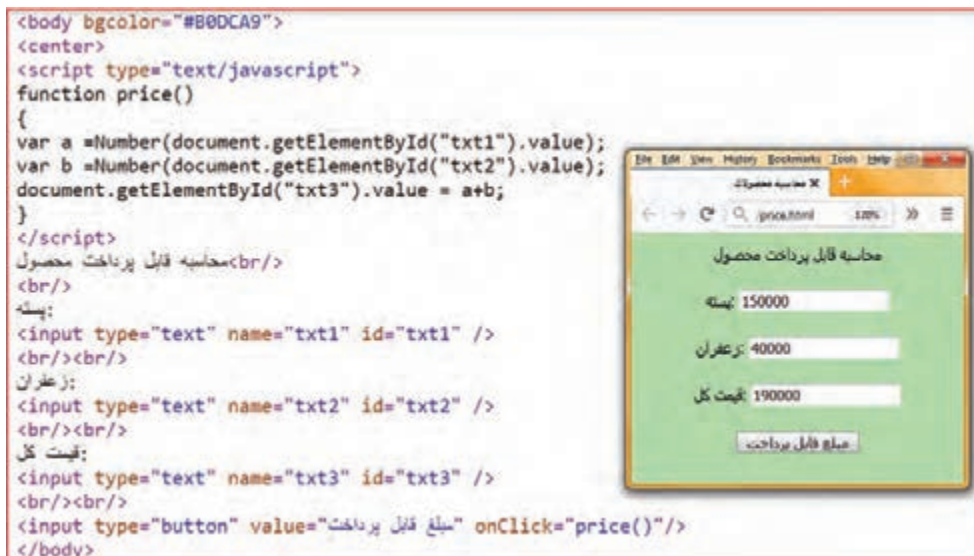 <body bgcolor="#B0DCA9">
<center>
<script type="text/javascript">
function price()
{
var a =Number(document.getElementById("txt1").value);
var b =Number(document.getElementById("txt2").value);
document.getElementById("txt3").value = a+b;
}
</script>
محاسبه قابل پرداخت محصول<br/>
<br/>
پسته:
<input type="text" name="txt1" id="txt1" />
<br/><br/>
زعفران:
<input type="text" name="txt2" id="txt2" />
<br/><br/>
قیمت کل:
<input type="text" name="txt3" id="txt3" />
<br/><br/>
<input type="button" value="مبلغ قابل پرداخت" onClick="price()"/>
</body>
File Edit View History Bookmarks Tools Help
محاسبه محصولات
/price.html 120%
محاسبه قابل پرداخت محصول
پسته: 150000
زعفران: 40000
قیمت کل: 190000
مبلغ قابل پرداخت